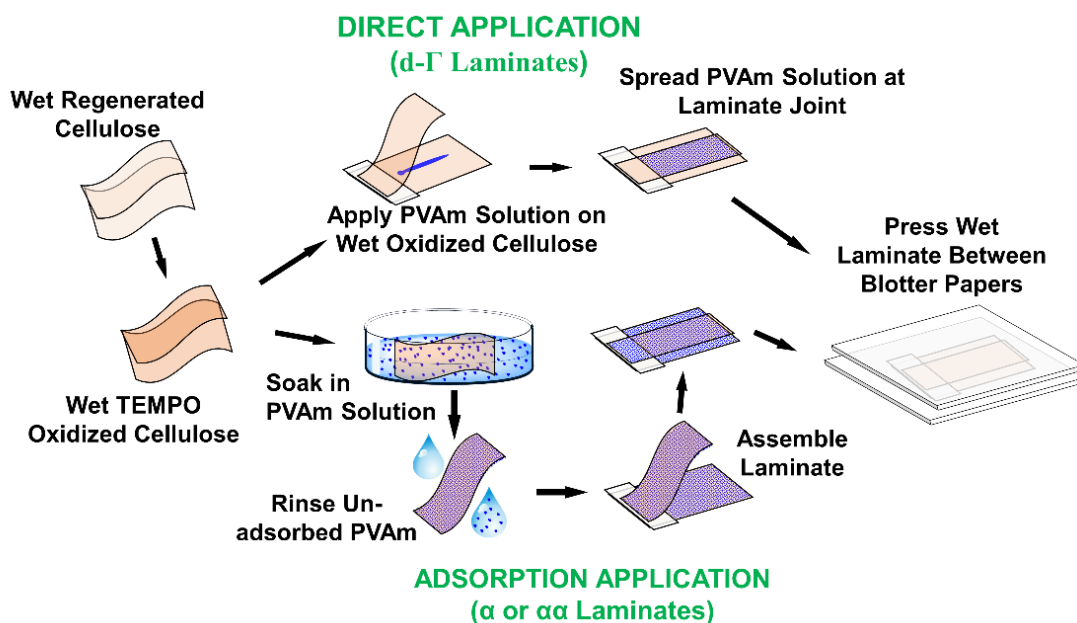 DIRECT APPLICATION
(d-Γ Laminates)
Wet Regenerated
Cellulose
Spread PVAm Solution at
Laminate Joint
Apply PVAm Solution on
Wet Oxidized Cellulose
Press Wet
Laminate Between
Blotter Papers
Wet TEMPO
Oxidized Cellulose
Soak in
PVAm Solution
Rinse Un-
adsorbed PVAm
Assemble
Laminate
ADSORPTION APPLICATION
(α or αα Laminates)